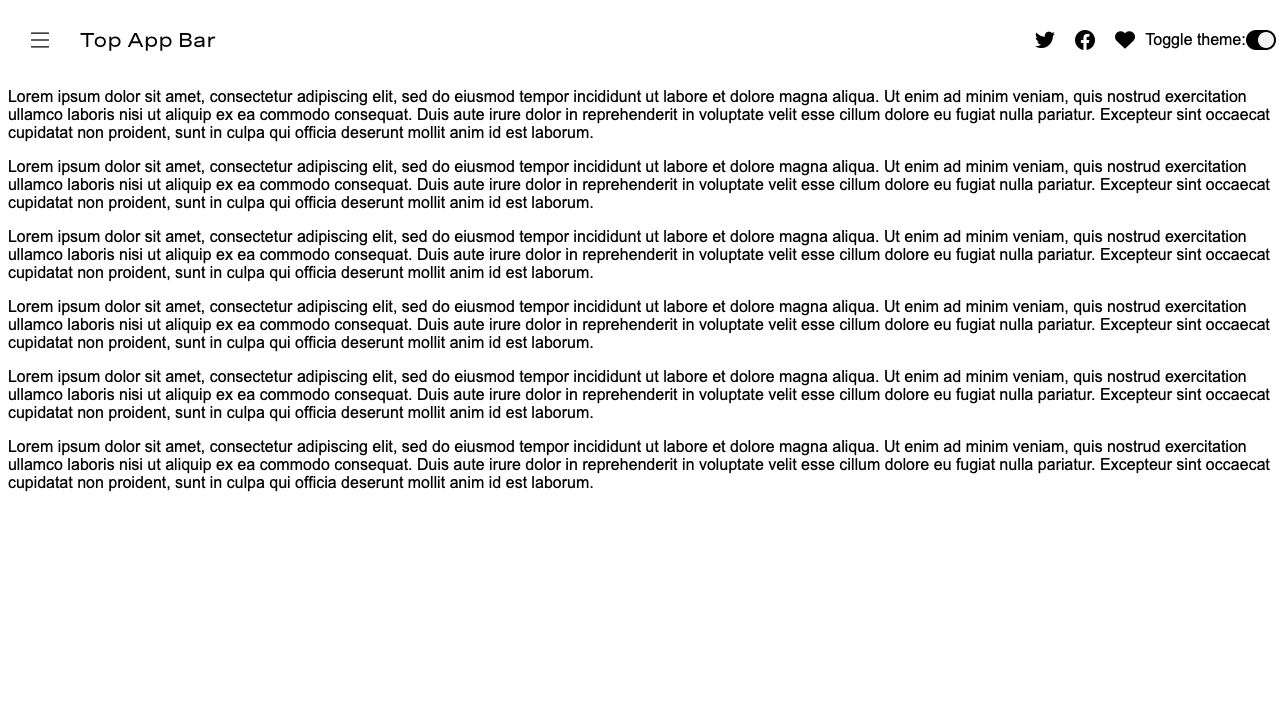 Top App Bar
Toggle theme:
Lorem ipsum dolor sit amet, consectetur adipiscing elit, sed do eiusmod tempor incididunt ut labore et dolore magna aliqua. Ut enim ad minim veniam, quis nostrud exercitation
ullamco laboris nisi ut aliquip ex ea commodo consequat. Duis aute irure dolor in reprehenderit in voluptate velit esse cillum dolore eu fugiat nulla pariatur. Excepteur sint occaecat
cupidatat non proident, sunt in culpa qui officia deserunt mollit anim id est laborum.
Lorem ipsum dolor sit amet, consectetur adipiscing elit, sed do eiusmod tempor incididunt ut labore et dolore magna aliqua. Ut enim ad minim veniam, quis nostrud exercitation
ullamco laboris nisi ut aliquip ex ea commodo consequat. Duis aute irure dolor in reprehenderit in voluptate velit esse cillum dolore eu fugiat nulla pariatur. Excepteur sint occaecat
cupidatat non proident, sunt in culpa qui officia deserunt mollit anim id est laborum.
Lorem ipsum dolor sit amet, consectetur adipiscing elit, sed do eiusmod tempor incididunt ut labore et dolore magna aliqua. Ut enim ad minim veniam, quis nostrud exercitation
ullamco laboris nisi ut aliquip ex ea commodo consequat. Duis aute irure dolor in reprehenderit in voluptate velit esse cillum dolore eu fugiat nulla pariatur. Excepteur sint occaecat
cupidatat non proident, sunt in culpa qui officia deserunt mollit anim id est laborum.
Lorem ipsum dolor sit amet, consectetur adipiscing elit, sed do eiusmod tempor incididunt ut labore et dolore magna aliqua. Ut enim ad minim veniam, quis nostrud exercitation
ullamco laboris nisi ut aliquip ex ea commodo consequat. Duis aute irure dolor in reprehenderit in voluptate velit esse cillum dolore eu fugiat nulla pariatur. Excepteur sint occaecat
cupidatat non proident, sunt in culpa qui officia deserunt mollit anim id est laborum.
Lorem ipsum dolor sit amet, consectetur adipiscing elit, sed do eiusmod tempor incididunt ut labore et dolore magna aliqua. Ut enim ad minim veniam, quis nostrud exercitation
ullamco laboris nisi ut aliquip ex ea commodo consequat. Duis aute irure dolor in reprehenderit in voluptate velit esse cillum dolore eu fugiat nulla pariatur. Excepteur sint occaecat
cupidatat non proident, sunt in culpa qui officia deserunt mollit anim id est laborum.
Lorem ipsum dolor sit amet, consectetur adipiscing elit, sed do eiusmod tempor incididunt ut labore et dolore magna aliqua. Ut enim ad minim veniam, quis nostrud exercitation
ullamco laboris nisi ut aliquip ex ea commodo consequat. Duis aute irure dolor in reprehenderit in voluptate velit esse cillum dolore eu fugiat nulla pariatur. Excepteur sint occaecat
cupidatat non proident, sunt in culpa qui officia deserunt mollit anim id est laborum.